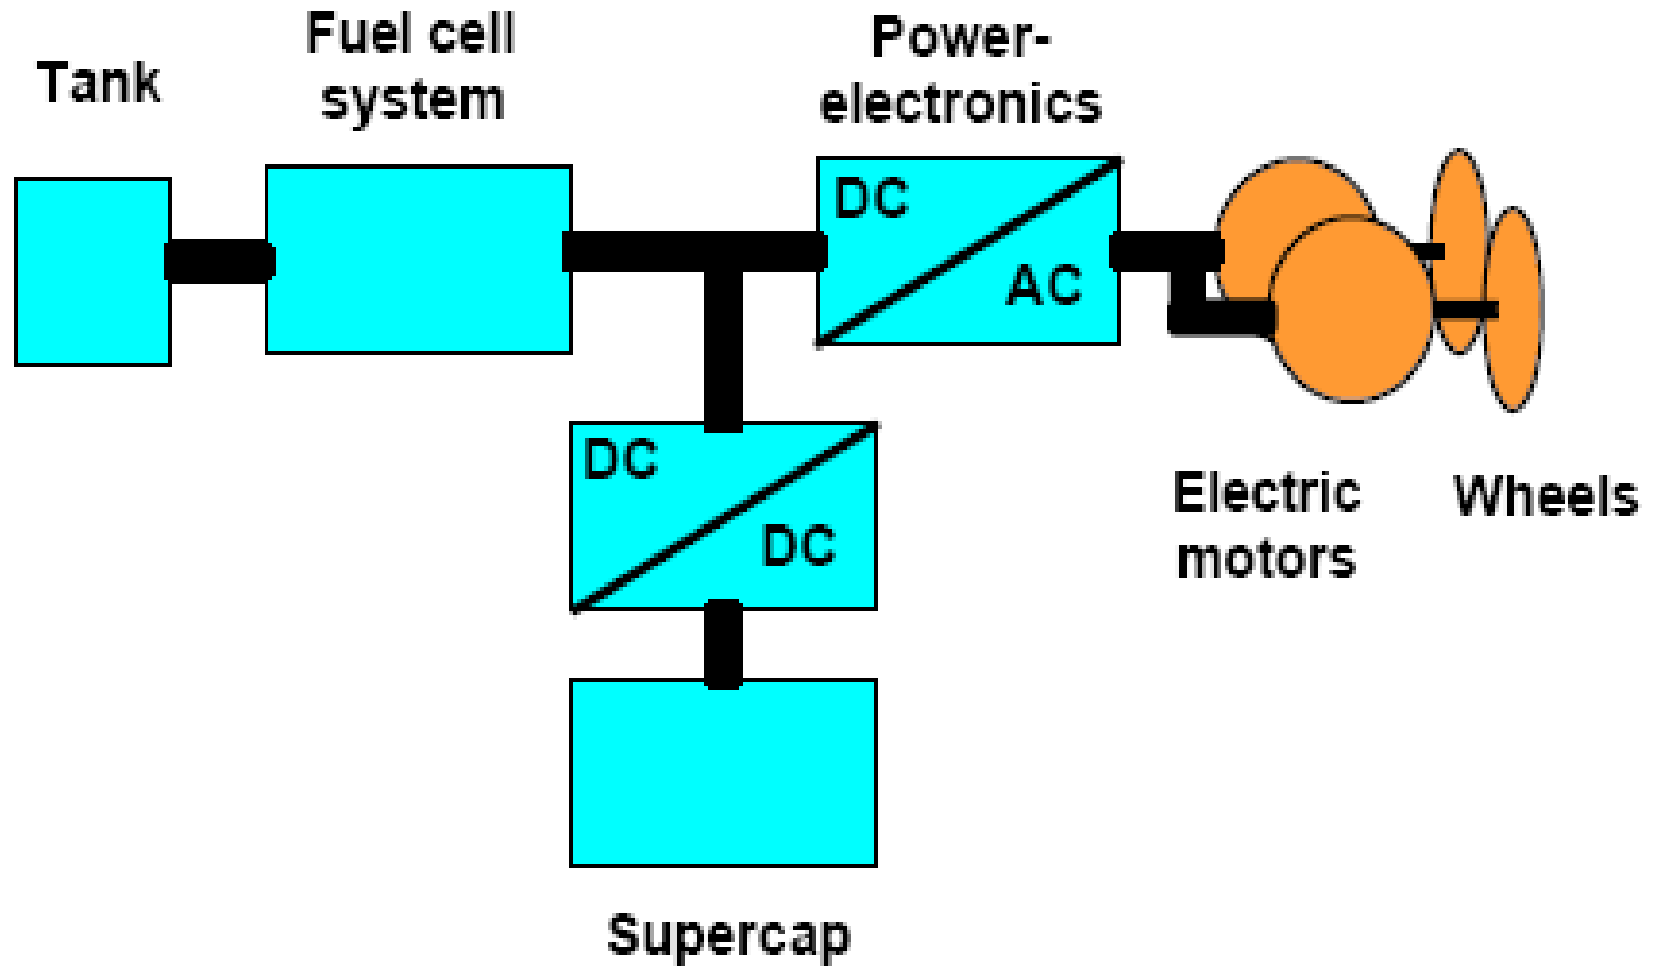 Tank
Fuel cell
system
Power-
electronics
DC
AC
DC
DC
Electric
motors
Wheels
Supercap